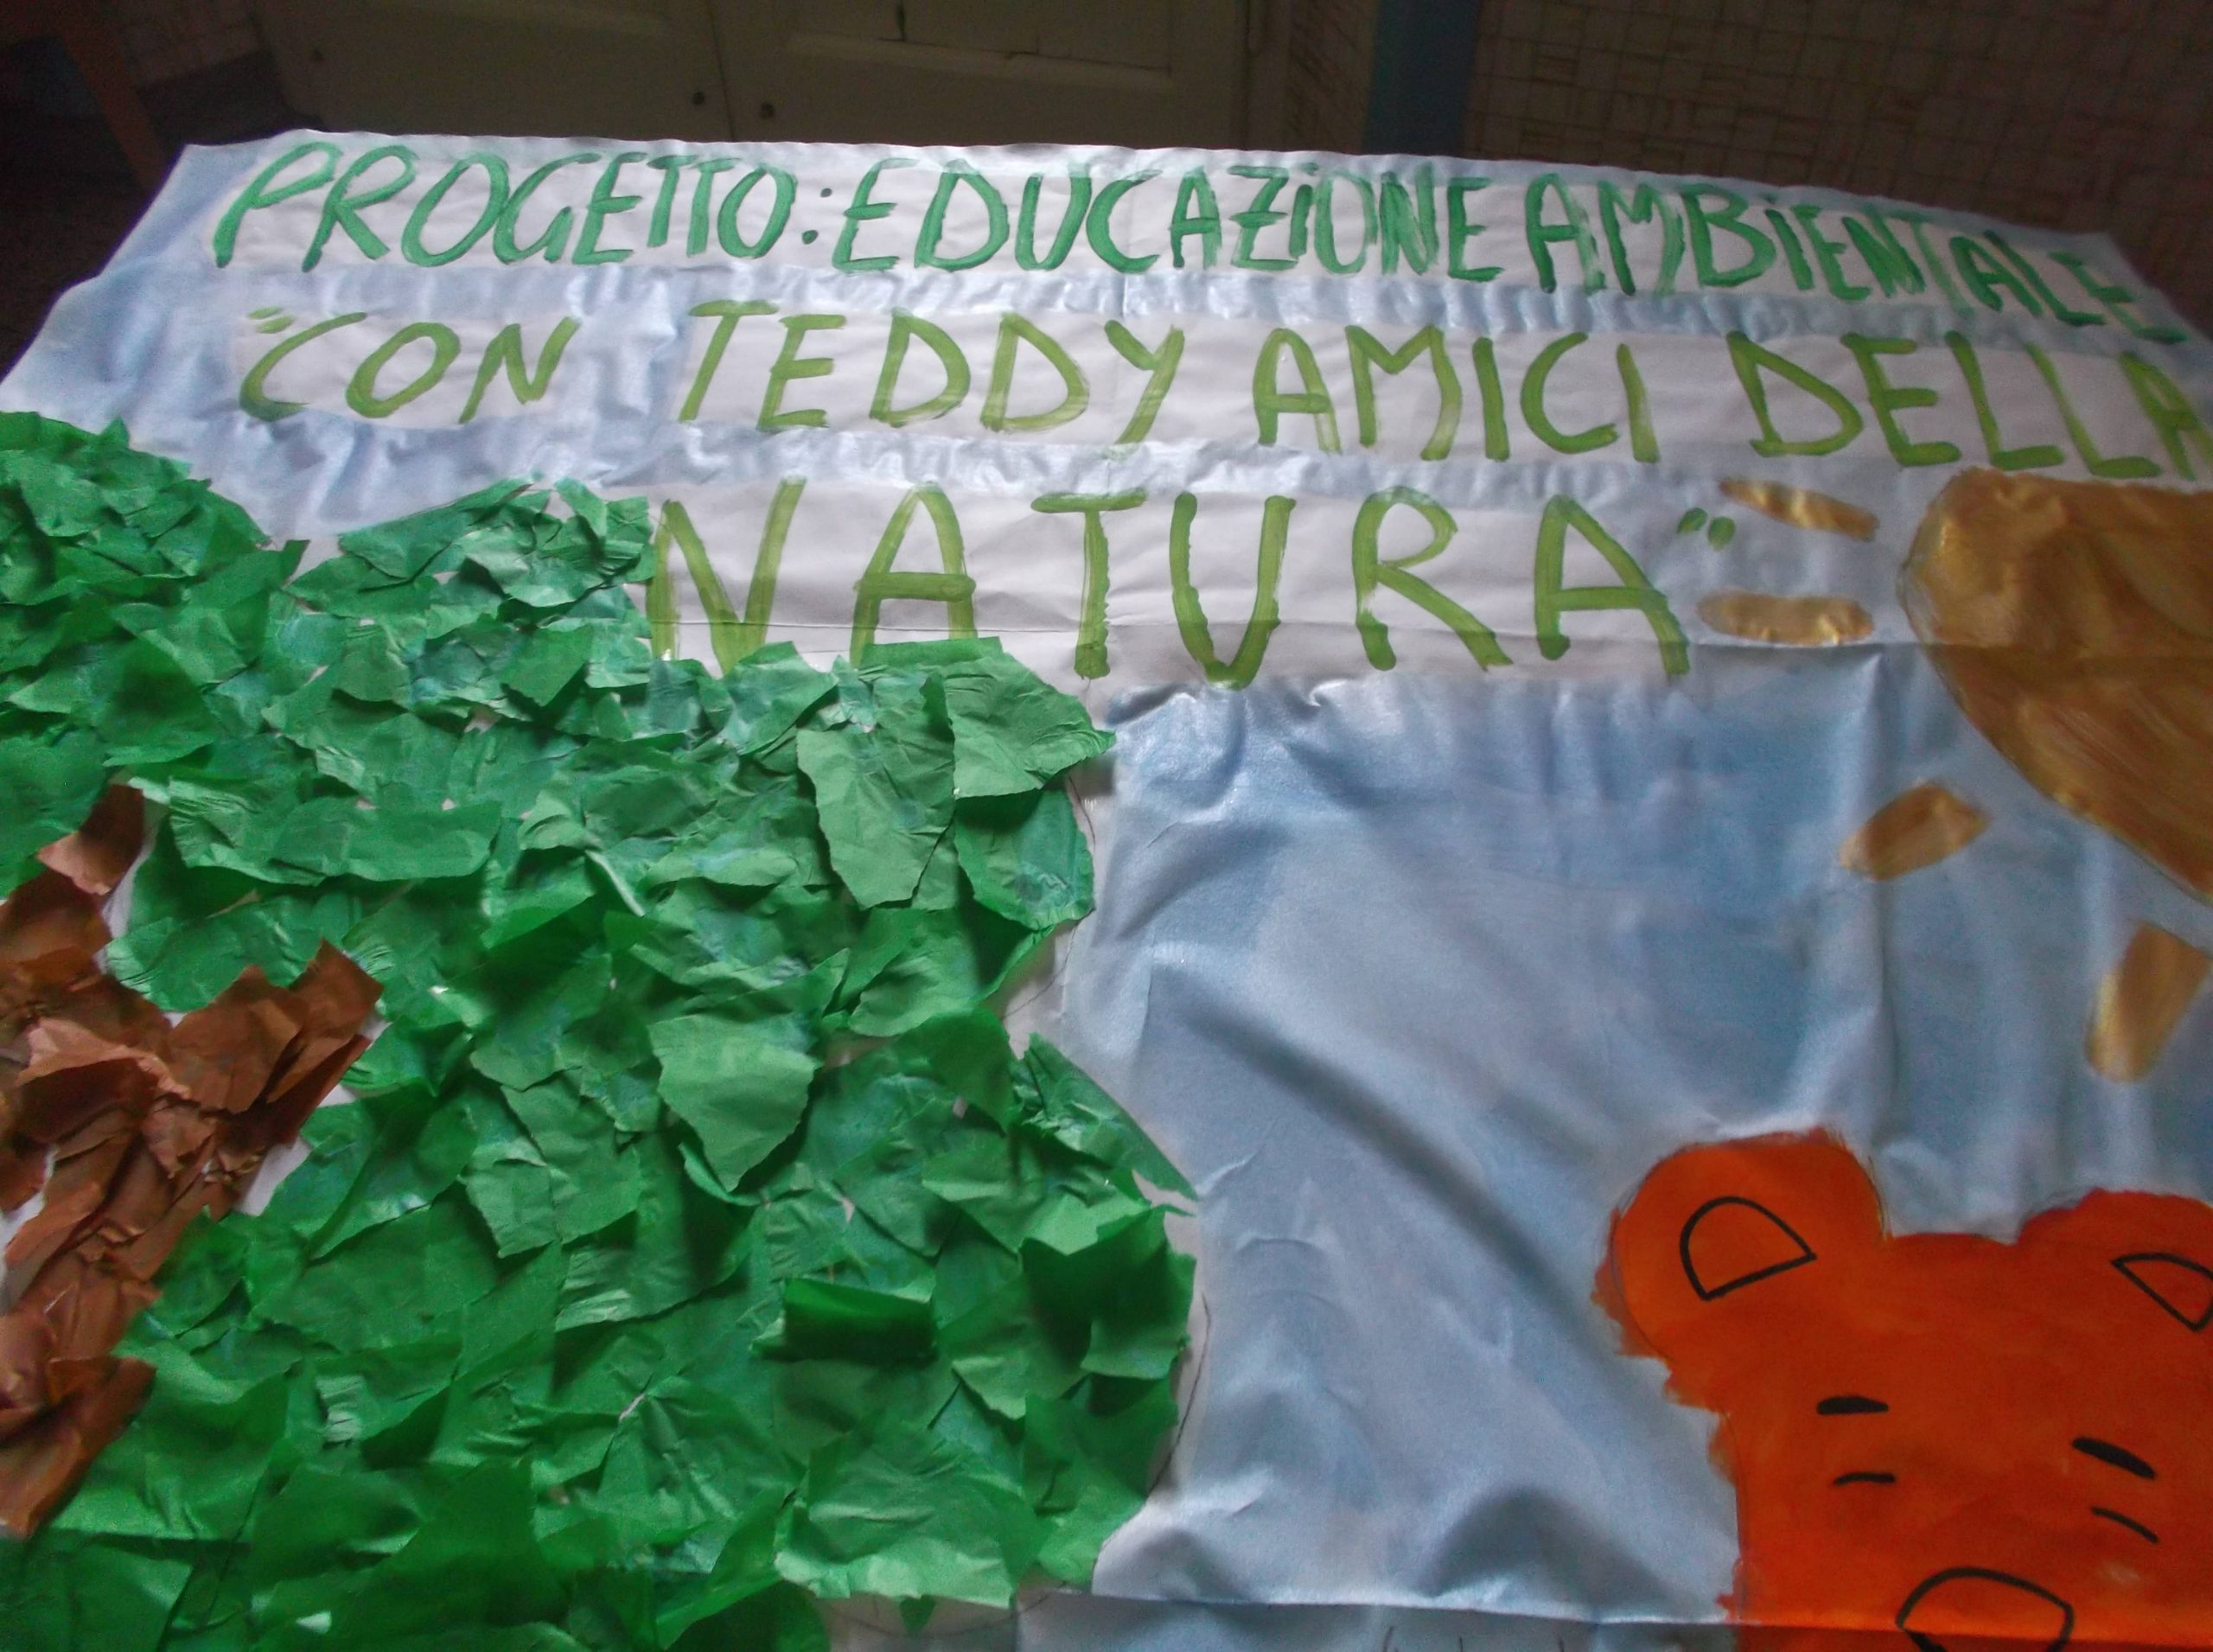 PROGETTO: EDUCAZIONE AMBIENTALE
"CON TEDDY AMICI DELLA
NATURA"